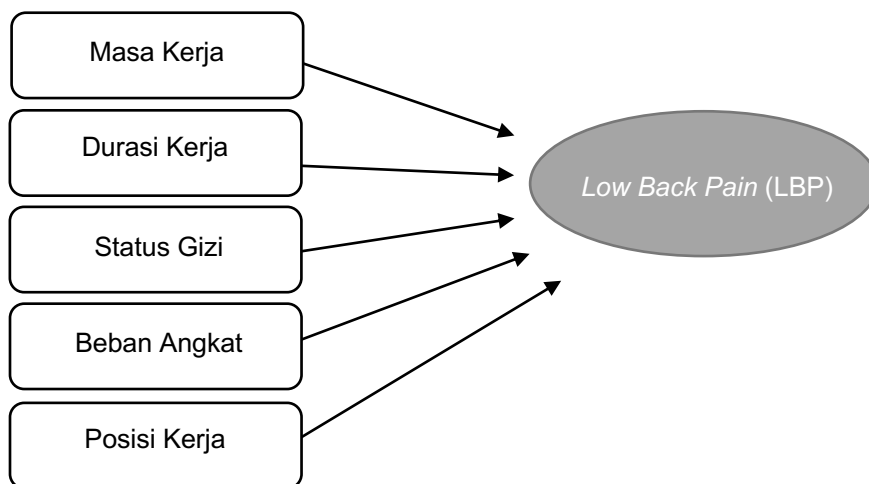 Masa Kerja
Durasi Kerja
Status Gizi
Beban Angkat
Posisi Kerja
Low Back Pain (LBP)